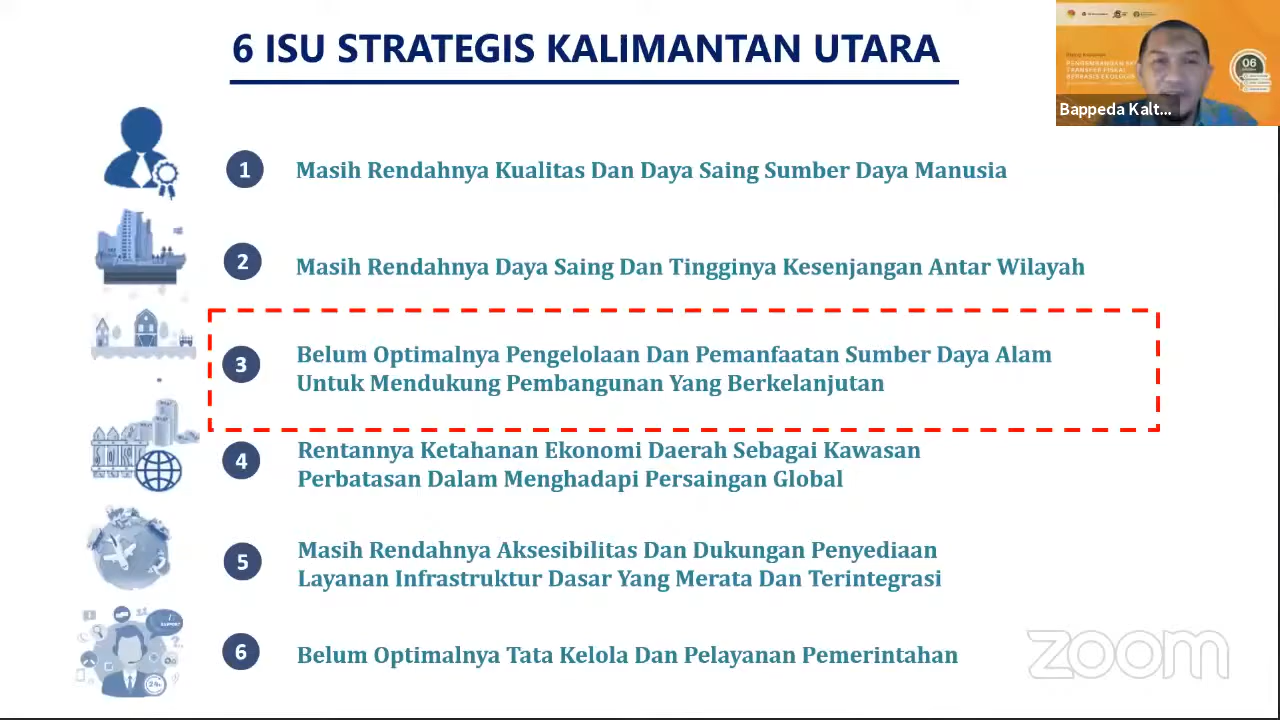 6 ISU STRATEGIS KALIMANTAN UTARA
06
Bappeda Kalt...
1
Masih Rendahnya Kualitas Dan Daya Saing Sumber Daya Manusia
2
Masih Rendahnya Daya Saing Dan Tingginya Kesenjangan Antar Wilayah
3
Belum Optimalnya Pengelolaan Dan Pemanfaatan Sumber Daya Alam
Untuk Mendukung Pembangunan Yang Berkelanjutan
4
Rentannya Ketahanan Ekonomi Daerah Sebagai Kawasan
Perbatasan Dalam Menghadapi Persaingan Global
5
Masih Rendahnya Aksesibilitas Dan Dukungan Penyediaan
Layanan Infrastruktur Dasar Yang Merata Dan Terintegrasi
6
Belum Optimalnya Tata Kelola Dan Pelayanan Pemerintahan
zoom